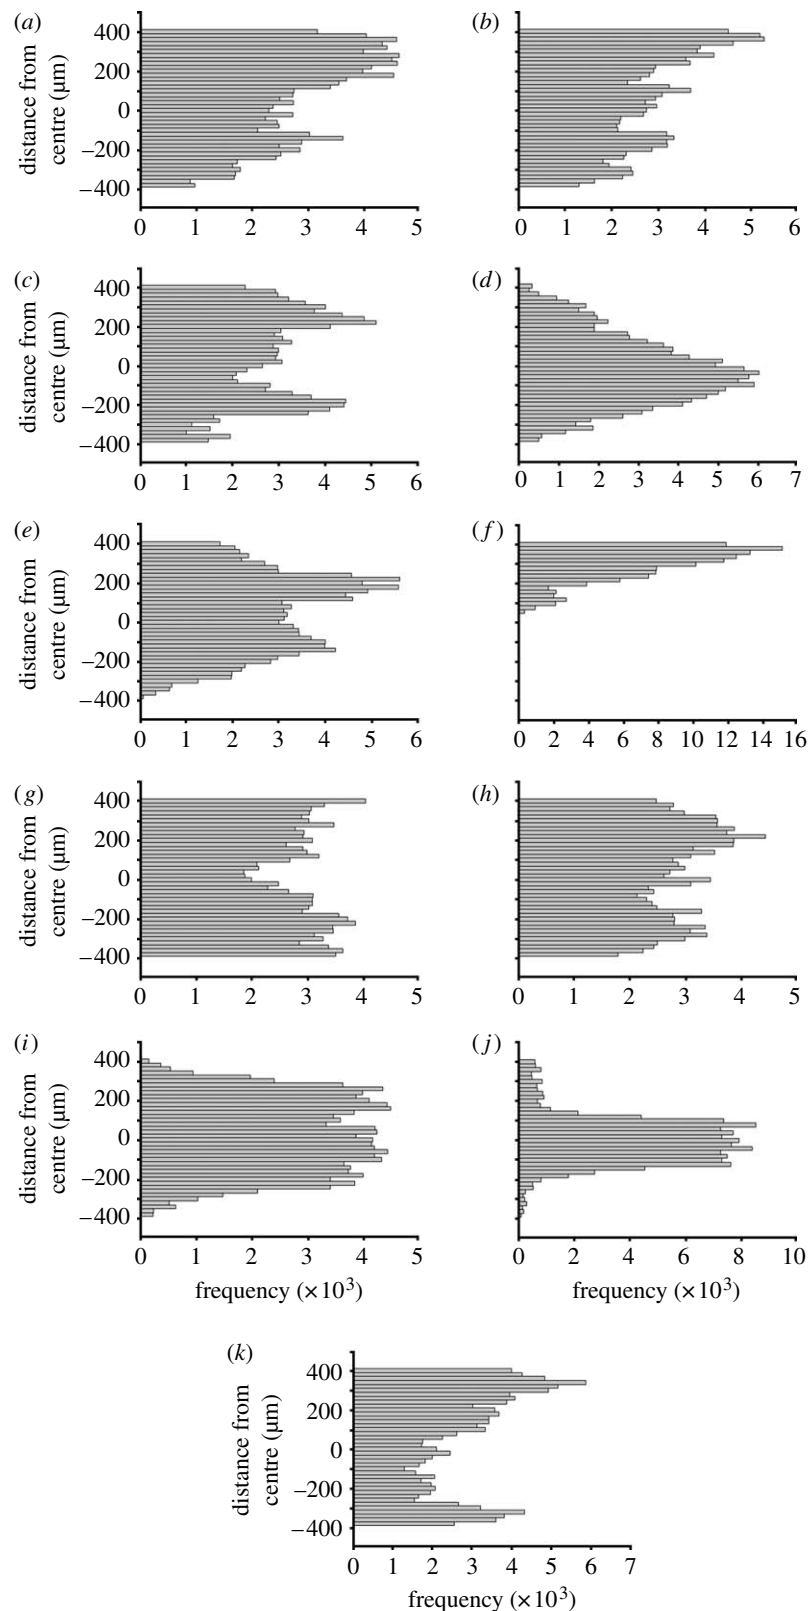 (a) (b)
distance from
centre (μm)
400
200
0
−200
−400
0 1 2 3 4 5
0 1 2 3 4 5 6
(c) (d)
distance from
centre (μm)
400
200
0
−200
−400
0 1 2 3 4 5 6
0 1 2 3 4 5 6 7
(e) (f)
distance from
centre (μm)
400
200
0
−200
−400
0 1 2 3 4 5 6
0 2 4 6 8 10 12 14 16
(g) (h)
distance from
centre (μm)
400
200
0
−200
−400
0 1 2 3 4 5
0 1 2 3 4 5
(i) (j)
distance from
centre (μm)
400
200
0
−200
−400
0 1 2 3 4 5
0 2 4 6 8 10
frequency (×10³) frequency (×10³)
(k)
distance from
centre (μm)
400
200
0
−200
−400
0 1 2 3 4 5 6 7
frequency (×10³)